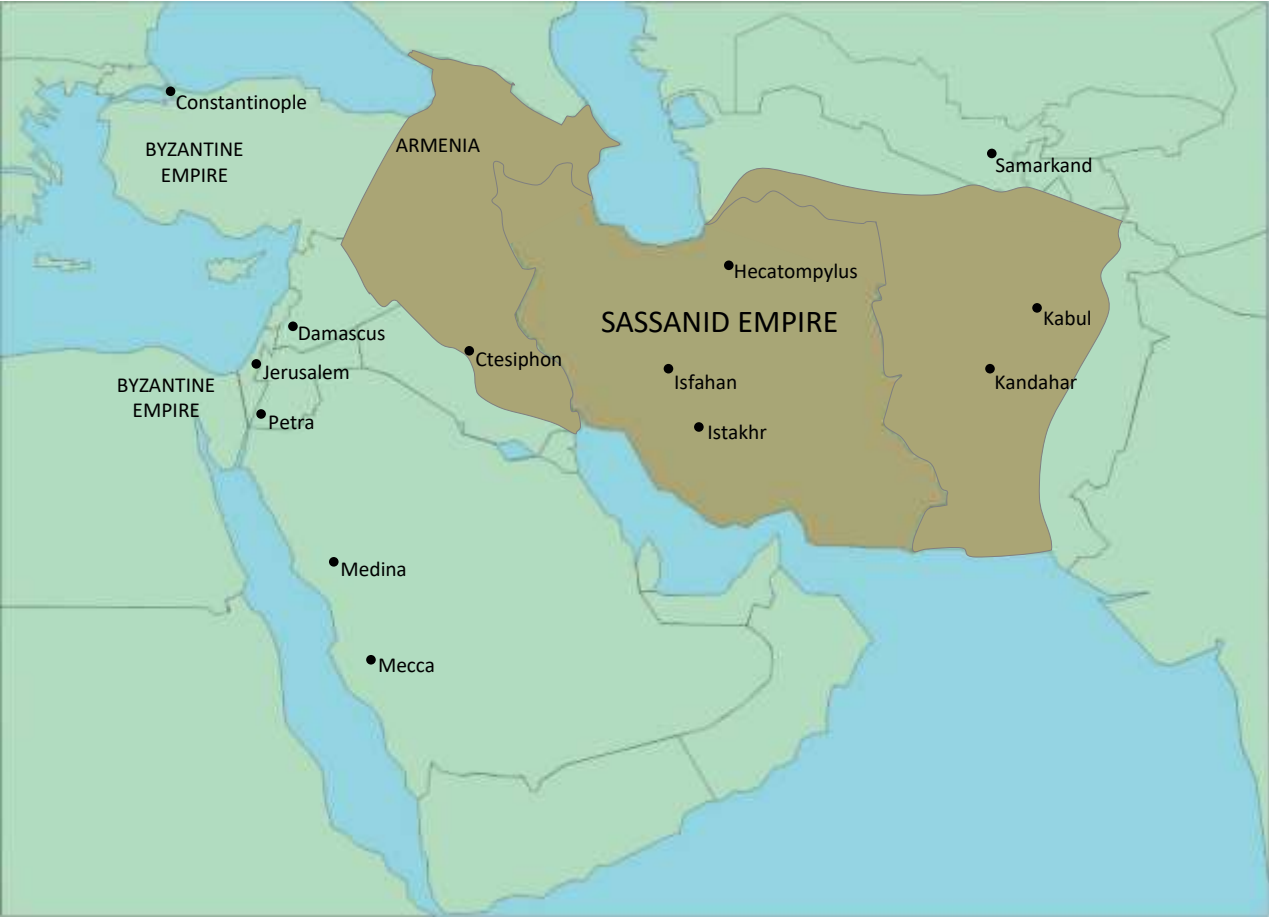 Constantinople
BYZANTINE
EMPIRE
ARMENIA
Samarkand
Hecatompylus
SASSANID EMPIRE
Kabul
Damascus
Ctesiphon
Jerusalem
Isfahan
Kandahar
BYZANTINE
EMPIRE
Petra
Istakhr
Medina
Mecca